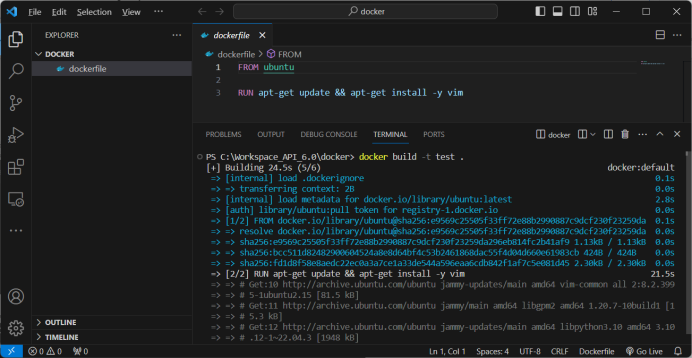 File Edit Selection View ··· docker
EXPLORER ···
DOCKER
dockerfile
dockerfile
dockerfile > FROM
1 FROM ubuntu
2
3 RUN apt-get update && apt-get install -y vim
PROBLEMS OUTPUT DEBUG CONSOLE TERMINAL PORTS docker
PS C:\Workspace_API_6.0\docker> docker build -t test .
[+] Building 24.5s (5/6) docker:default
=> [internal] load .dockerignore 0.1s
=> => transferring context: 2B 0.0s
=> [internal] load metadata for docker.io/library/ubuntu:latest 2.8s
=> [auth] library/ubuntu:pull token for registry-1.docker.io 0.0s
=> [1/2] FROM docker.io/library/ubuntu@sha256:e9569c25505f33ff72e88b2990887c9dcf230f23259da 0.1s
=> => resolve docker.io/library/ubuntu@sha256:e9569c25505f33ff72e88b2990887c9dcf230f23259da 0.0s
=> => sha256:e9569c25505f33ff72e88b2990887c9dcf230f23259da296eb814fc2b41af9 1.13kB / 1.13kB 0.0s
=> => 424B / 424B 0.0s
=> => 2.30kB / 2.30kB 0.0s
=> [2/2] RUN apt-get update && apt-get install -y vim 21.5s
=> => # Get:10 http://archive.ubuntu.com/ubuntu jammy-updates/main amd64 vim-common all 2:8.2.399
=> => # 5-1ubuntu2.15 [81.5 kB]
=> => # Get:11 http://archive.ubuntu.com/ubuntu jammy/main amd64 libgpm2 amd64 1.20.7-10build1 [1
=> => # 5.3 kB]
=> => # Get:12 http://archive.ubuntu.com/ubuntu jammy-updates/main amd64 libpython3.10 amd64 3.10
=> => # .12-1~22.04.3 [1948 kB]
OUTLINE
TIMELINE
0 0 0 Ln 1, Col 1 Spaces: 4 UTF-8 CRLF Dockerfile Go Live